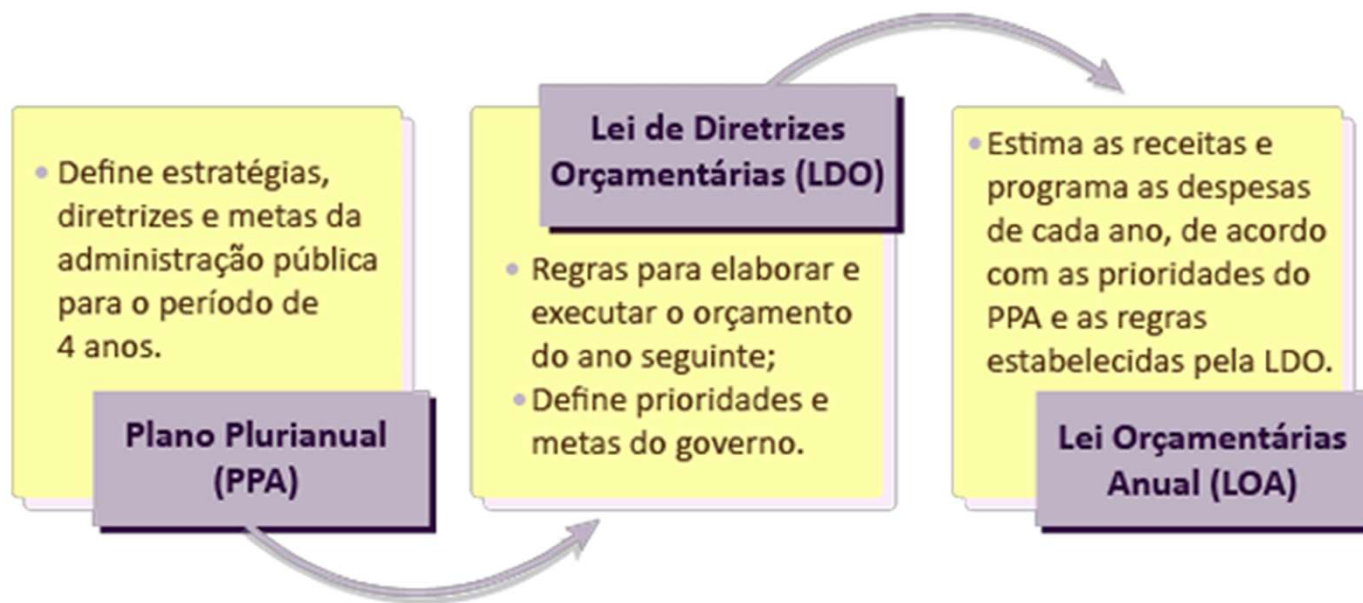 • Define estratégias,
diretrizes e metas da
administração pública
para o período de
4 anos.
Plano Plurianual
(PPA)
Lei de Diretrizes
Orçamentárias (LDO)
• Regras para elaborar e
executar o orçamento
do ano seguinte;
• Define prioridades e
metas do governo.
• Estima as receitas e
programa as despesas
de cada ano, de acordo
com as prioridades do
PPA e as regras
estabelecidas pela LDO.
Lei Orçamentárias
Anual (LOA)